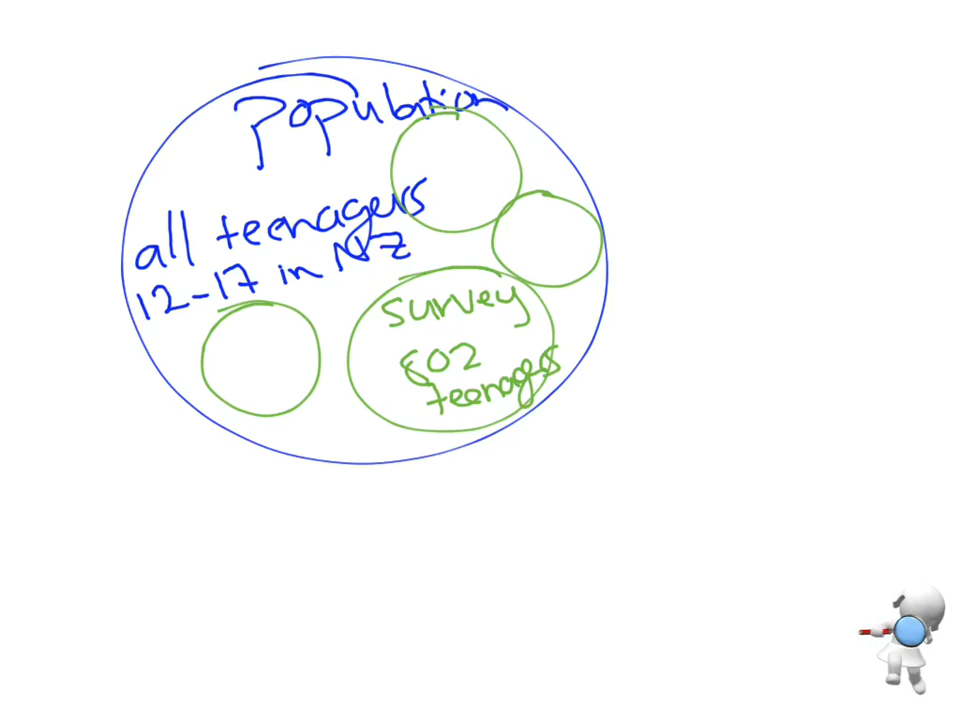 population
all teenagers
12-17 in NZ
survey
802
teenagers